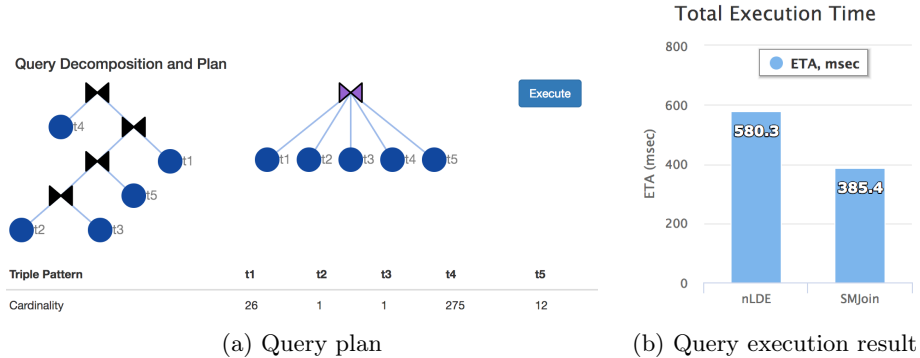 Query Decomposition and Plan
t4
t1
t5
t2
t3
t1
t2
t3
t4
t5
Execute
Triple Pattern t1 t2 t3 t4 t5
Cardinality 26 1 1 275 12
(a) Query plan
Total Execution Time
ETA, msec
ETA (msec)
800
600
400
200
0
580.3
385.4
nLDE
SMJoin
(b) Query execution result